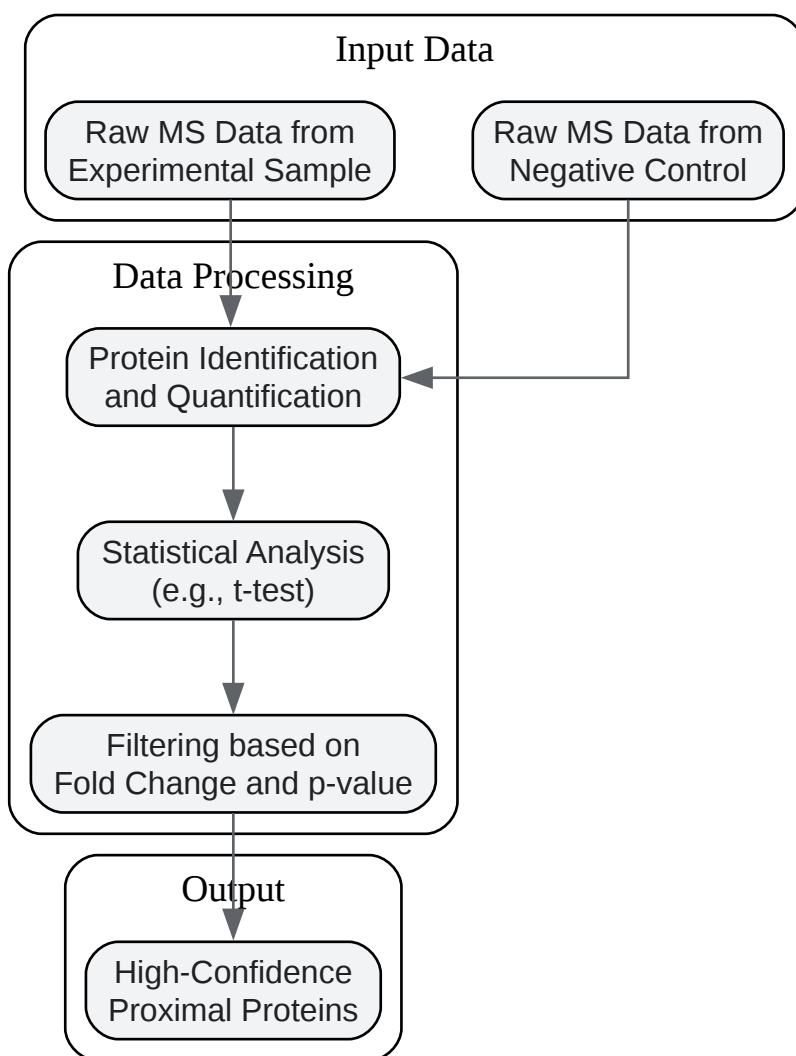 Input Data
Raw MS Data from
Experimental Sample
Raw MS Data from
Negative Control
Data Processing
Protein Identification
and Quantification
Statistical Analysis
(e.g., t-test)
Filtering based on
Fold Change and p-value
Output
High-Confidence
Proximal Proteins